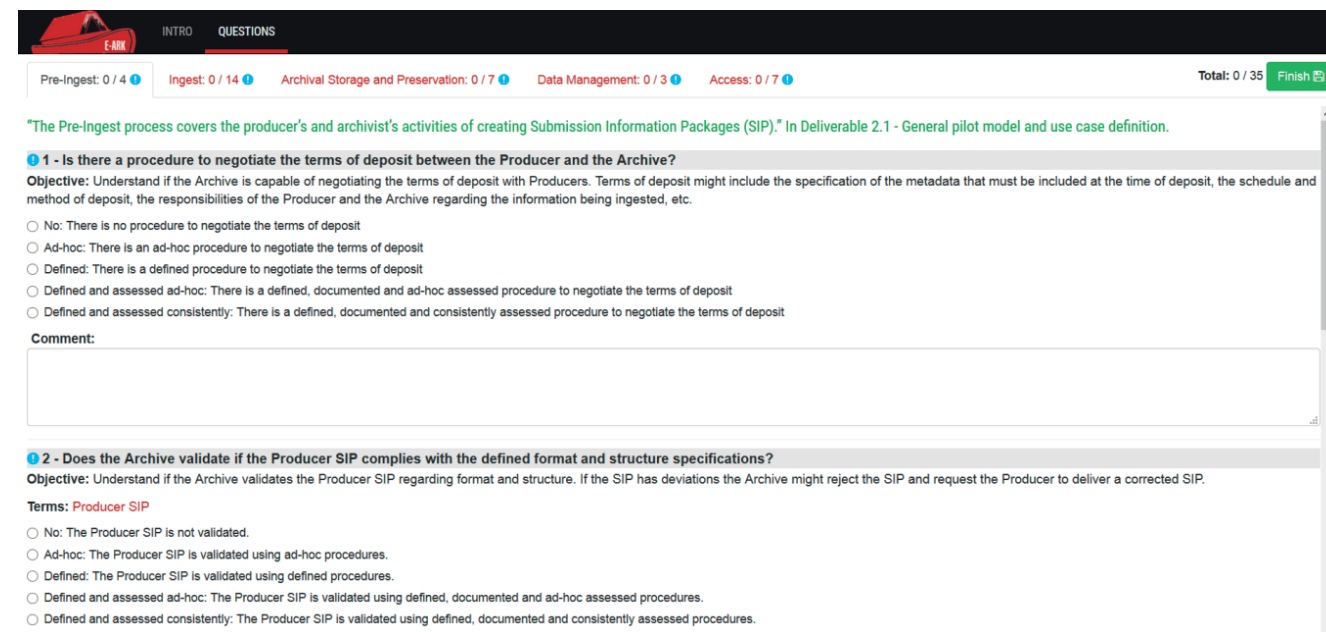 E-ARK
INTRO QUESTIONS
Pre-Ingest: 0 / 4 Ingest: 0 / 14 Archival Storage and Preservation: 0 / 7 Data Management: 0 / 3 Access: 0 / 7 Total: 0 / 35 Finish
"The Pre-Ingest process covers the producer's and archivist's activities of creating Submission Information Packages (SIP)." In Deliverable 2.1 - General pilot model and use case definition.
1 - Is there a procedure to negotiate the terms of deposit between the Producer and the Archive?
Objective: Understand if the Archive is capable of negotiating the terms of deposit with Producers. Terms of deposit might include the specification of the metadata that must be included at the time of deposit, the schedule and
method of deposit, the responsibilities of the Producer and the Archive regarding the information being ingested, etc.
No: There is no procedure to negotiate the terms of deposit
Ad-hoc: There is an ad-hoc procedure to negotiate the terms of deposit
Defined: There is a defined procedure to negotiate the terms of deposit
Defined and assessed ad-hoc: There is a defined, documented and ad-hoc assessed procedure to negotiate the terms of deposit
Defined and assessed consistently: There is a defined, documented and consistently assessed procedure to negotiate the terms of deposit
Comment:
2 - Does the Archive validate if the Producer SIP complies with the defined format and structure specifications?
Objective: Understand if the Archive validates the Producer SIP regarding format and structure. If the SIP has deviations the Archive might reject the SIP and request the Producer to deliver a corrected SIP.
Terms: Producer SIP
No: The Producer SIP is not validated.
Ad-hoc: The Producer SIP is validated using ad-hoc procedures.
Defined: The Producer SIP is validated using defined procedures.
Defined and assessed ad-hoc: The Producer SIP is validated using defined, documented and ad-hoc assessed procedures.
Defined and assessed consistently: The Producer SIP is validated using defined, documented and consistently assessed procedures.